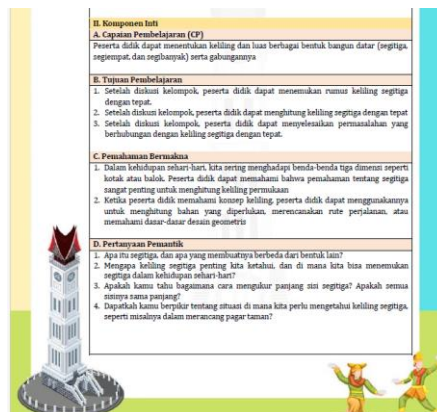 II. Komponen Inti
A. Capaian Pembelajaran (CP)
Peserta didik dapat menentukan keliling dan luas berbagai bentuk bangun datar (segitiga,
segiempat, dan segibanyak) serta gabungannya
B. Tujuan Pembelajaran
1. Setelah diskusi kelompok, peserta didik dapat menemukan rumus keliling segitiga
dengan tepat.
2. Setelah diskusi kelompok, peserta didik dapat menghitung keliling segitiga dengan tepat
3. Setelah diskusi kelompok, peserta didik dapat menyelesaikan permasalahan yang
berhubungan dengan keliling segitiga dengan tepat.
C. Pemahaman Bermakna
1. Dalam kehidupan sehari-hari, kita sering menghadapi benda-benda tiga dimensi seperti
kotak atau balok. Peserta didik dapat memahami bahwa pemahaman tentang segitiga
sangat penting untuk menghitung keliling permukaan
2. Ketika peserta didik memahami konsep keliling, peserta didik dapat menggunakannya
untuk menghitung bahan yang diperlukan, merencanakan rute perjalanan, atau
memahami dasar-dasar desain geometris
D. Pertanyaan Pemantik
1. Apa itu segitiga, dan apa yang membuatnya berbeda dari bentuk lain?
2. Mengapa keliling segitiga penting kita ketahui, dan di mana kita bisa menemukan
segitiga dalam kehidupan sehari-hari?
3. Apakah kamu tahu bagaimana cara mengukur panjang sisi segitiga? Apakah semua
sisinya sama panjang?
4. Dapatkah kamu berpikir tentang situasi di mana kita perlu mengetahui keliling segitiga,
seperti misalnya dalam merancang pagar taman?